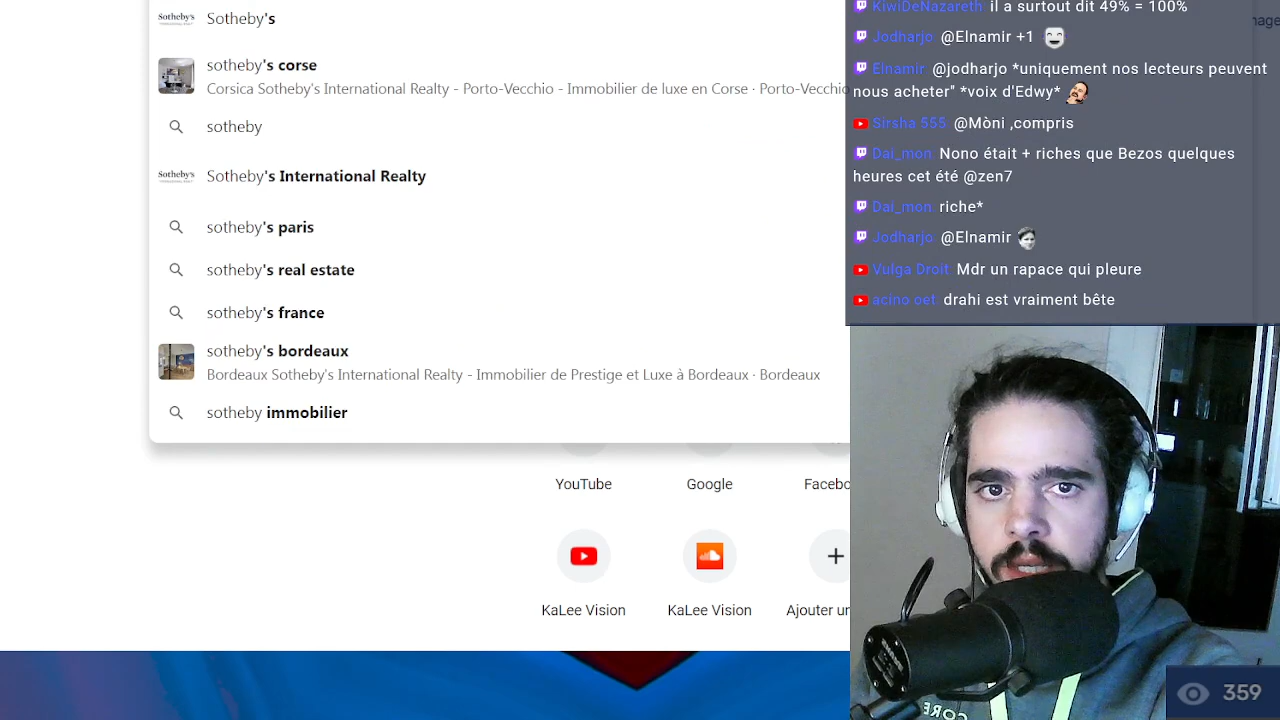 Sotheby's
Sotheby's
sotheby's corse
Corsica Sotheby's International Realty - Porto-Vecchio - Immobilier de luxe en Corse · Porto-Vecchio
sotheby
Sotheby's
Sotheby's International Realty
sotheby's paris
sotheby's real estate
sotheby's france
sotheby's bordeaux
Bordeaux Sotheby's International Realty - Immobilier de Prestige et Luxe à Bordeaux · Bordeaux
sotheby immobilier
YouTube
Google
Facebo
KaLee Vision
KaLee Vision
Ajouter un
KiwiDeNazareth il a surtout dit 49% = 100%
Jodharjo @Elnamir +1
Elnamir @jodharjo *uniquement nos lecteurs peuvent
nous acheter" *voix d'Edwy*
Sirsha 555 @Mòni ,compris
Dai_mon Nono était + riches que Bezos quelques
heures cet été @zen7
Dai_mon riche*
Jodharjo @Elnamir
Vulga Droit Mdr un rapace qui pleure
acino oet drahi est vraiment bête
359